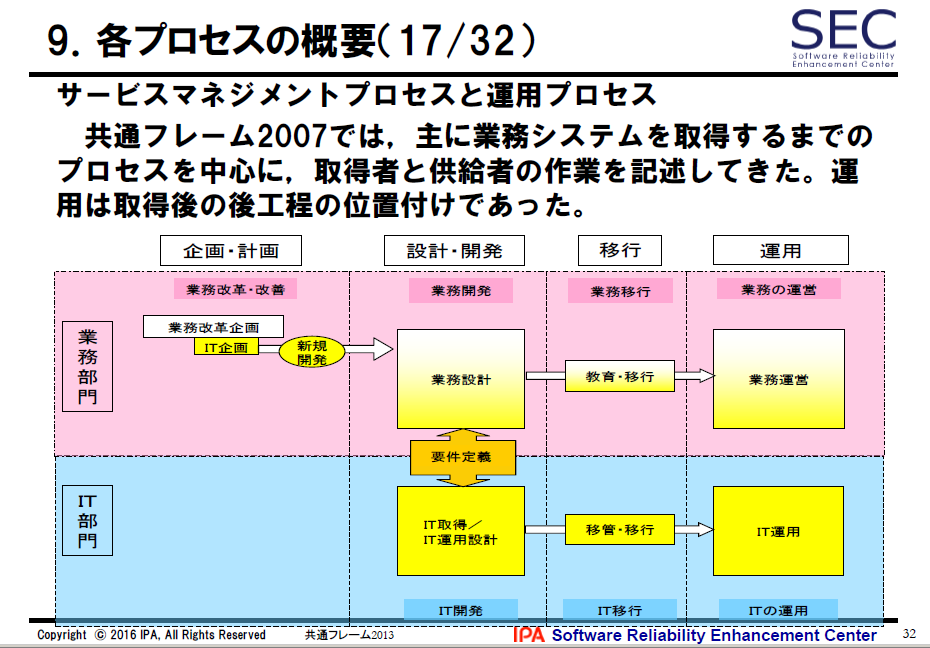 9．各プロセスの概要（17/32）
SEC
Software Reliability
Enhancement Center
サービスマネジメントプロセスと運用プロセス
共通フレーム2007では，主に業務システムを取得するまでの
プロセスを中心に，取得者と供給者の作業を記述してきた。運
用は取得後の後工程の位置付けであった。
企画・計画
設計・開発
移行
運用
業務改革・改善
業務開発
業務移行
業務の運営
業務部門
業務改革企画
IT企画
新規
開発
業務設計
教育・移行
業務運営
要件定義
IT部門
IT取得／
IT運用設計
移管・移行
IT運用
IT開発
IT移行
ITの運用
Copyright © 2016 IPA, All Rights Reserved
共通フレーム2013
IPA Software Reliability Enhancement Center
32